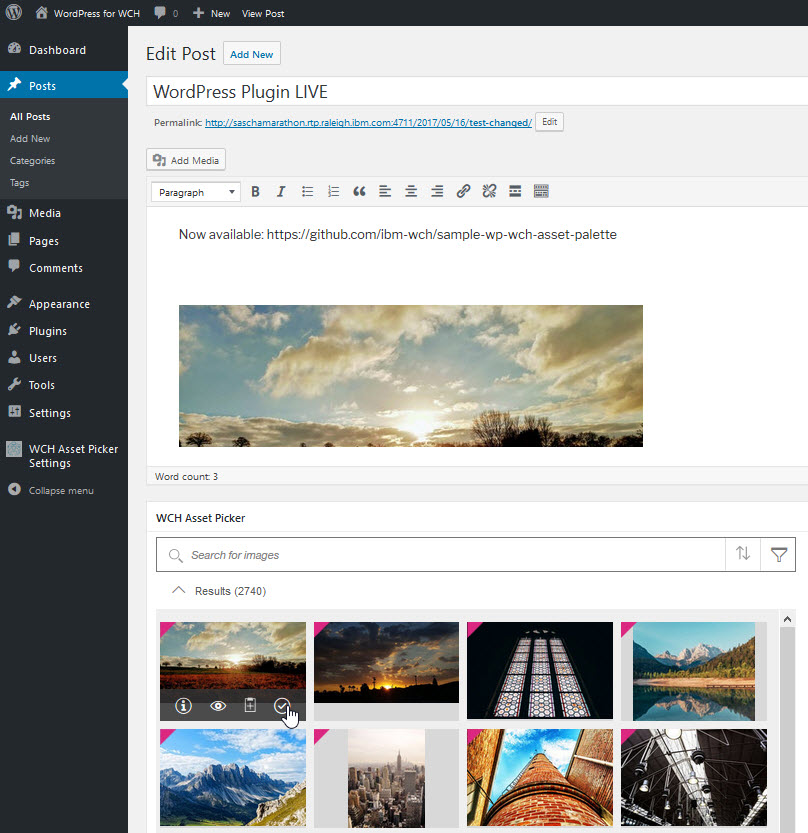 WordPress for WCH 0 New View Post
Dashboard
Posts
All Posts
Add New
Categories
Tags
Media
Pages
Comments
Appearance
Plugins
Users
Tools
Settings
WCH Asset Picker
Settings
Collapse menu
Edit Post Add New
WordPress Plugin LIVE
Permalink: http://saschamarathon.rtp.raleigh.ibm.com:4711/2017/05/16/test-changed/ Edit
Add Media
Paragraph B I
Now available: https://github.com/ibm-wch/sample-wp-wch-asset-palette
Word count: 3
WCH Asset Picker
Search for images
Results (2740)